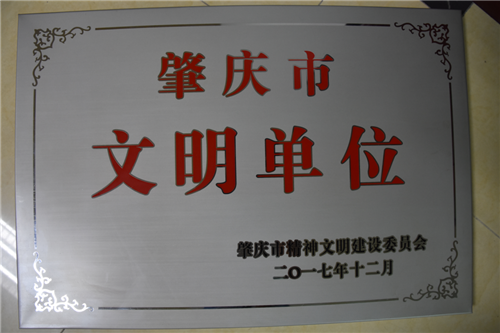 肇庆市
文明单位
肇庆市精神文明建设委员会
二〇一七年十二月